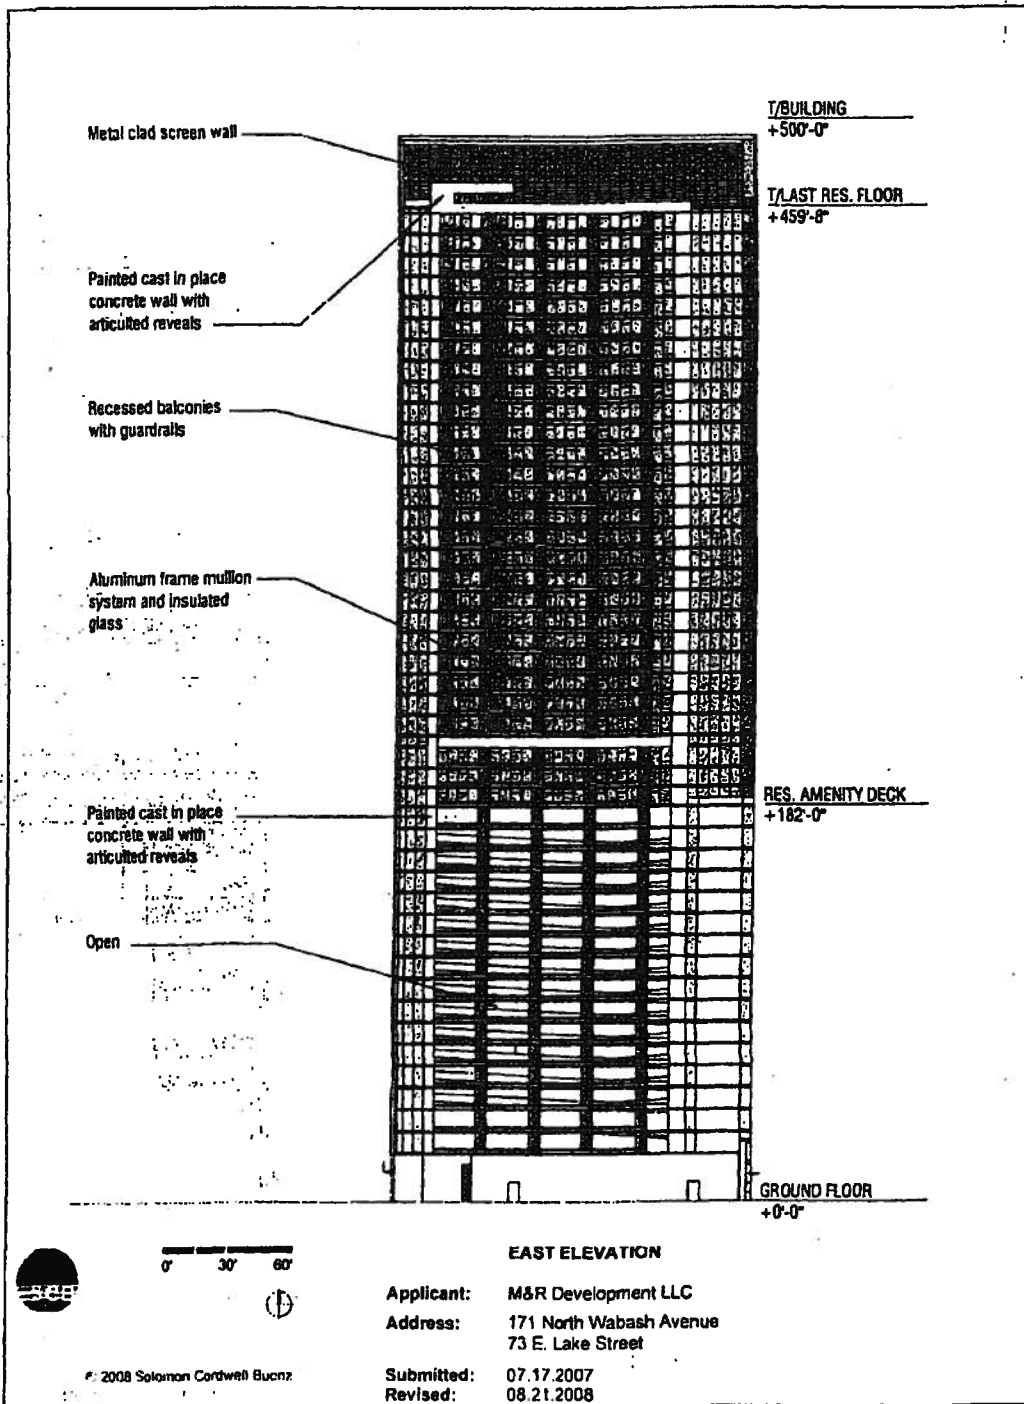 T/BUILDING
+500'-0"
Metal clad screen wall
T/LAST RES. FLOOR
+459'-8"
Painted cast in place
concrete wall with
articulted reveals
Recessed balconies
with guardrails
Aluminum frame mullion
system and insulated
glass
RES. AMENITY DECK
+182'-0"
Painted cast in place
concrete wall with
articulted reveals
Open
GROUND FLOOR
+0'-0"
0' 30' 60'
EAST ELEVATION
SCB
Applicant: M&R Development LLC
Address: 171 North Wabash Avenue
73 E. Lake Street
© 2008 Solomon Cordwell Buenz
Submitted: 07.17.2007
Revised: 08.21.2008